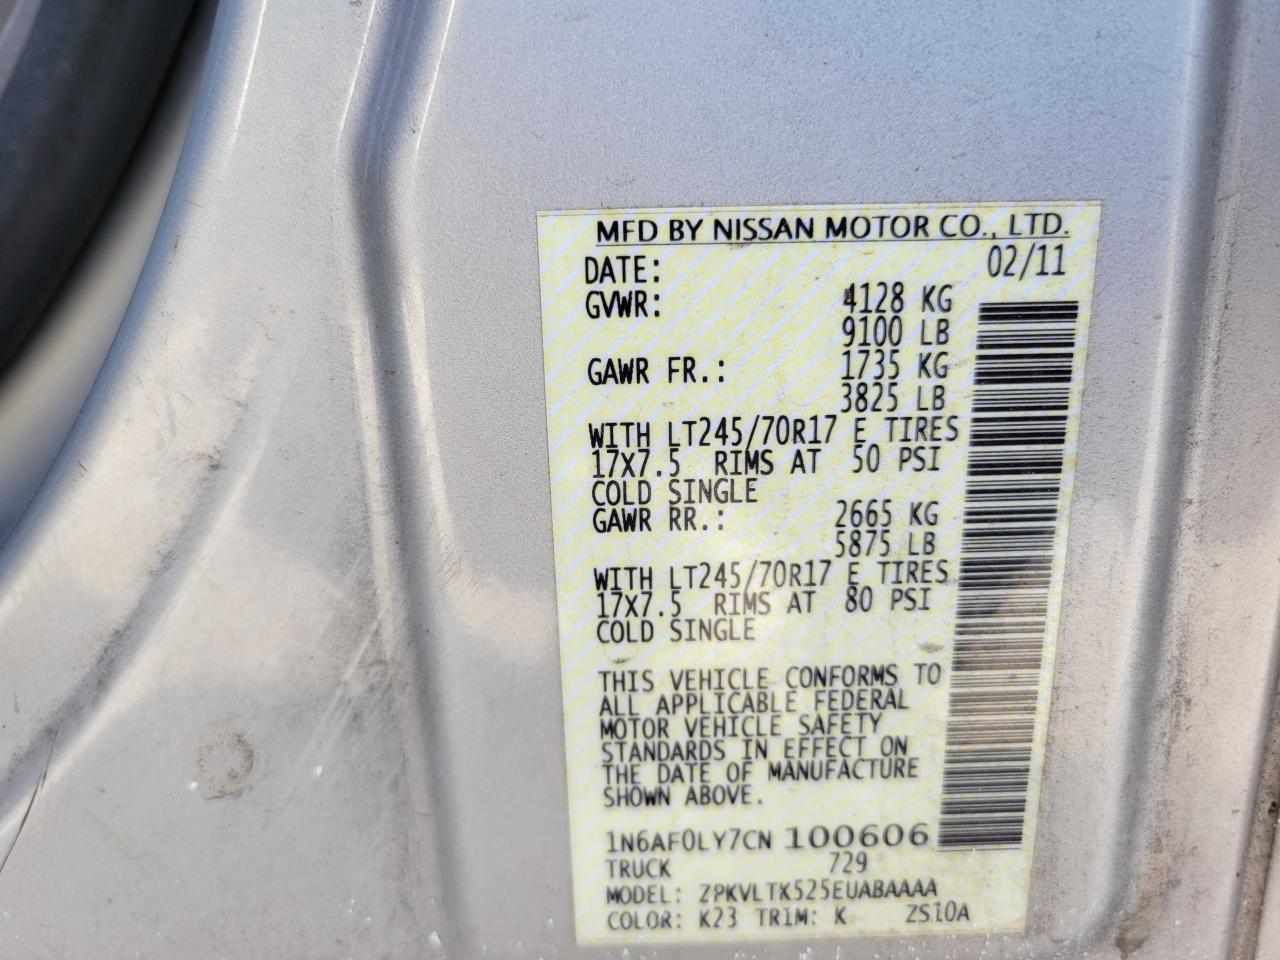 MFD BY NISSAN MOTOR CO., LTD.
DATE: 02/11
GVWR: 4128 KG
9100 LB
GAWR FR.: 1735 KG
3825 LB
WITH LT245/70R17 E TIRES
17X7.5 RIMS AT 50 PSI
COLD SINGLE
GAWR RR.: 2665 KG
5875 LB
WITH LT245/70R17 E TIRES
17X7.5 RIMS AT 80 PSI
COLD SINGLE
THIS VEHICLE CONFORMS TO
ALL APPLICABLE FEDERAL
MOTOR VEHICLE SAFETY
STANDARDS IN EFFECT ON
THE DATE OF MANUFACTURE
SHOWN ABOVE.
1N6AF0LY7CN 100606
TRUCK 729
MODEL: ZPKVLTK525EUABAAAA
COLOR: K23 TRIM: K ZS10A